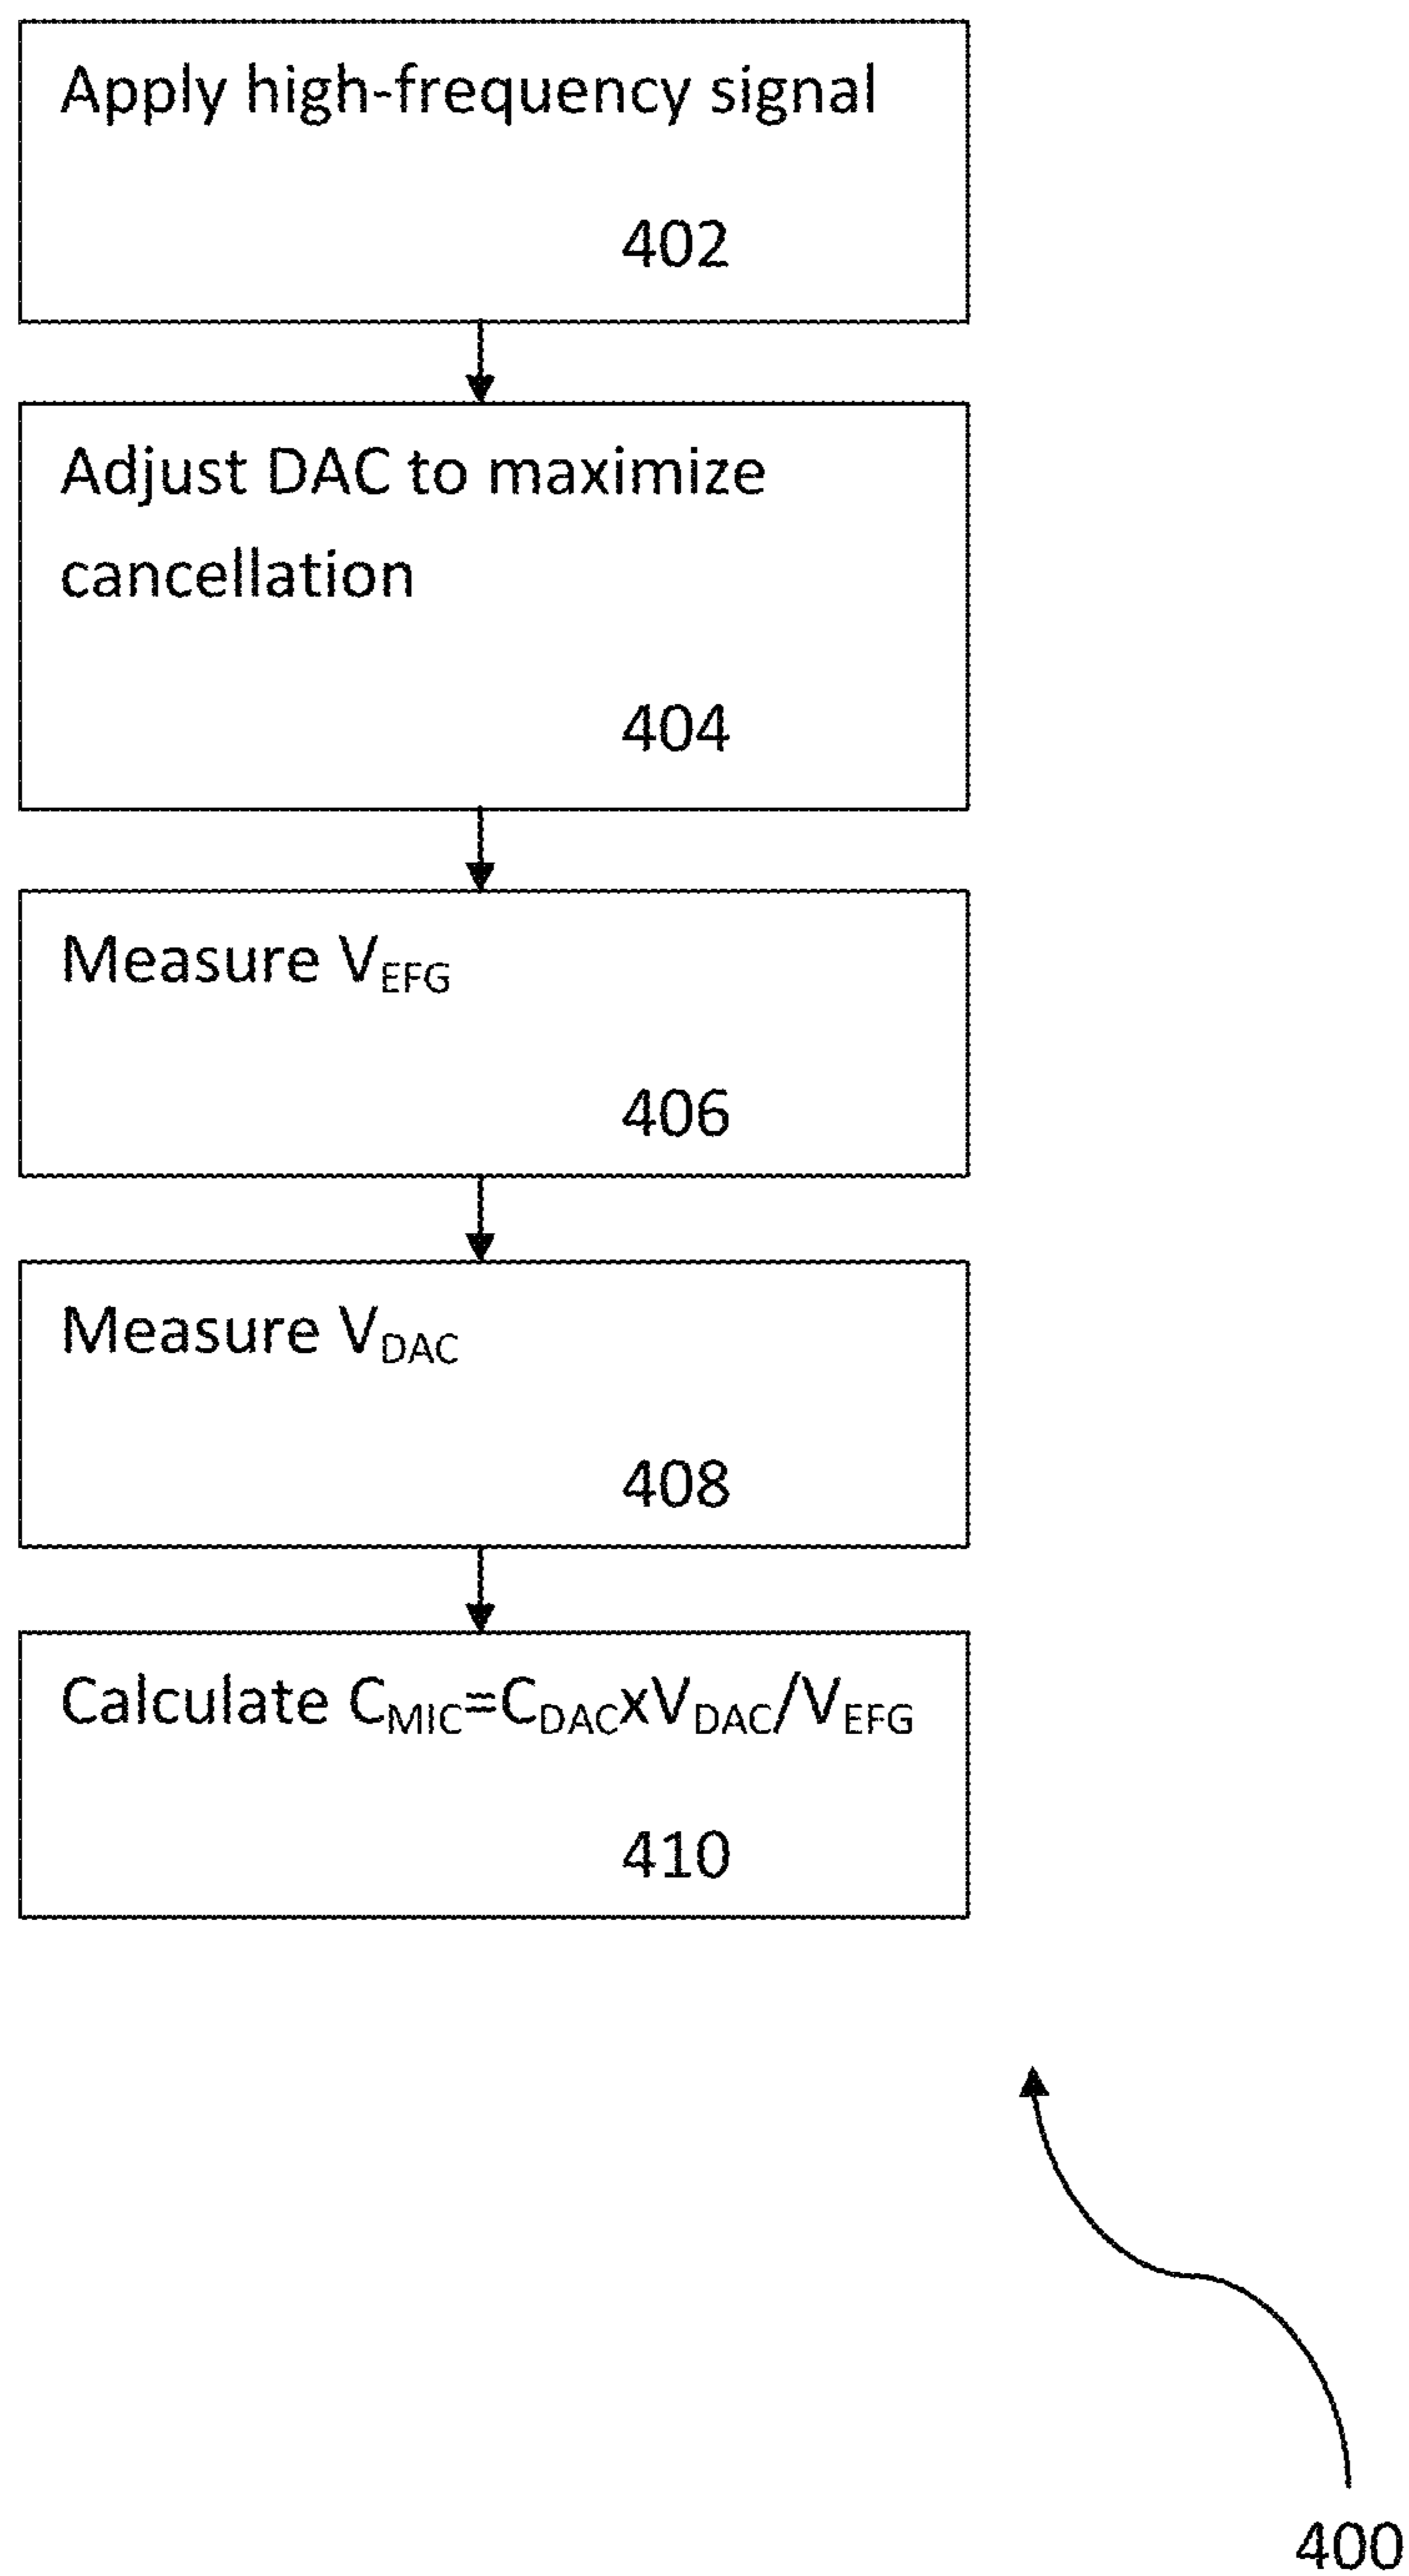 Apply high-frequency signal
402
Adjust DAC to maximize
cancellation
404
Measure VEFG
406
Measure VDAC
408
Calculate CMIC=CDACxVDAC/VEFG
410
400